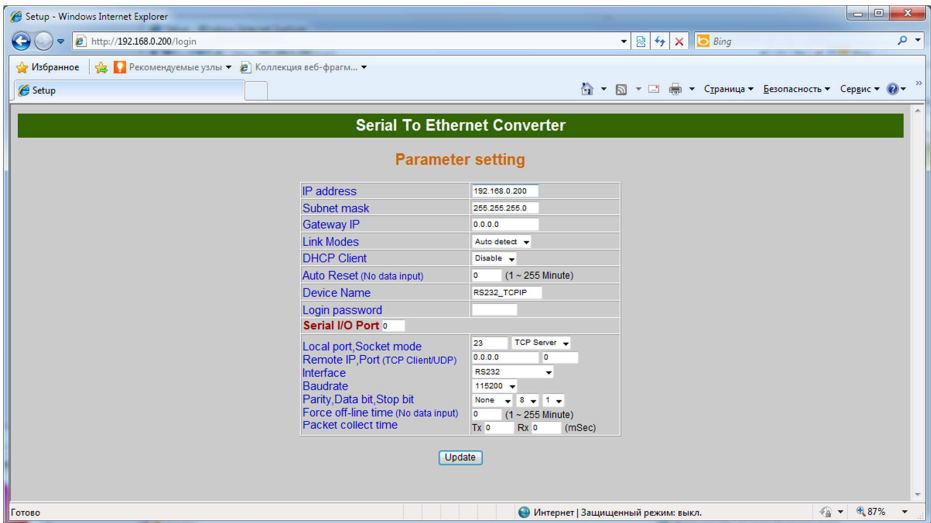 Setup - Windows Internet Explorer
http://192.168.0.200/login
Bing
Избранное Рекомендуемые узлы Коллекция веб-фрагм...
Setup Страница Безопасность Сервис
Serial To Ethernet Converter
Parameter setting
IP address 192.168.0.200
Subnet mask 255.255.255.0
Gateway IP 0.0.0.0
Link Modes Auto detect
DHCP Client Disable
Auto Reset (No data input) 0 (1 ~ 255 Minute)
Device Name RS232_TCPIP
Login password
Serial I/O Port 0
Local port,Socket mode 23 TCP Server
Remote IP,Port (TCP Client/UDP) 0.0.0.0 0
Interface RS232
Baudrate 115200
Parity,Data bit,Stop bit None 8 1
Force off-line time (No data input) 0 (1 ~ 255 Minute)
Packet collect time Tx 0 Rx 0 (mSec)
Update
Готово Интернет | Защищенный режим: выкл. 87%